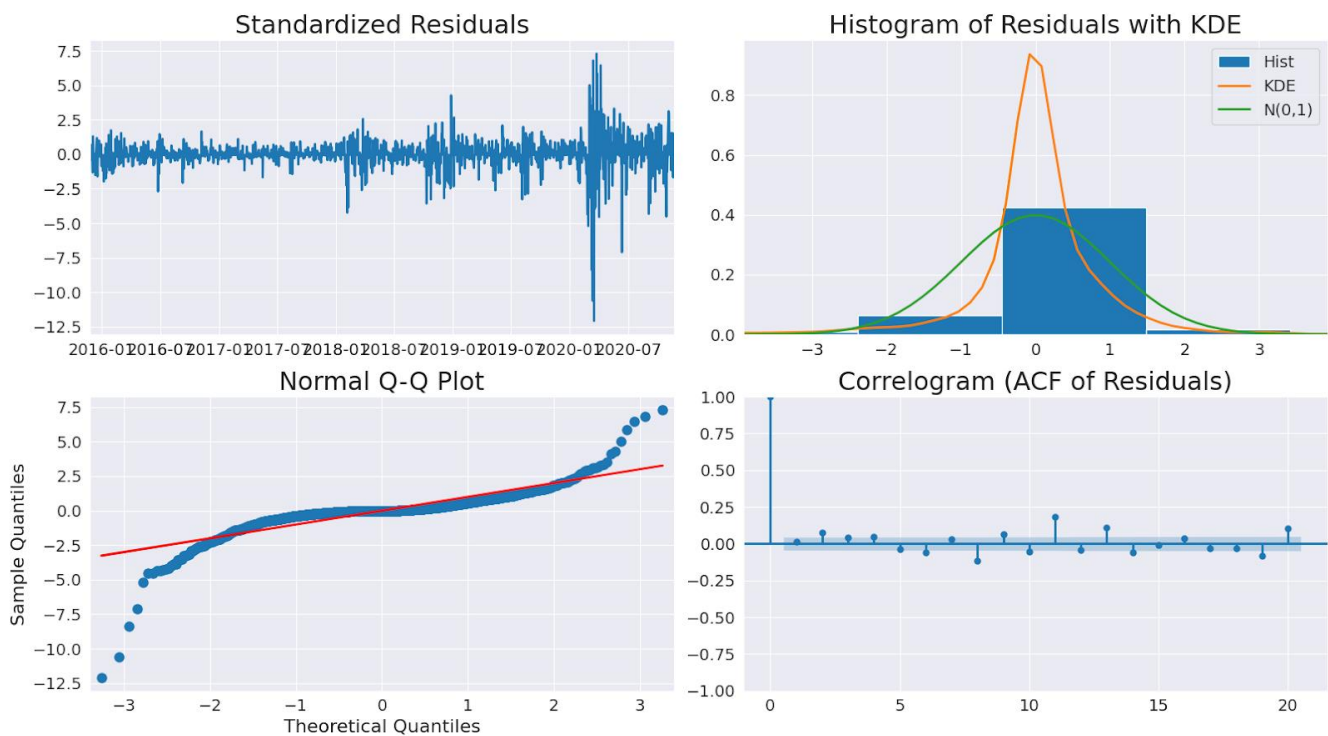 Standardized Residuals
7.5
5.0
2.5
0.0
−2.5
−5.0
−7.5
−10.0
−12.5
2016-01 2016-07 2017-01 2017-07 2018-01 2018-07 2019-01 2019-07 2020-01 2020-07
Histogram of Residuals with KDE
Hist
KDE
N(0,1)
0.8
0.6
0.4
0.2
0.0
−3 −2 −1 0 1 2 3
Normal Q-Q Plot
Sample Quantiles
7.5
5.0
2.5
0.0
−2.5
−5.0
−7.5
−10.0
−12.5
−3 −2 −1 0 1 2 3
Theoretical Quantiles
Correlogram (ACF of Residuals)
1.00
0.75
0.50
0.25
0.00
−0.25
−0.50
−0.75
−1.00
0 5 10 15 20